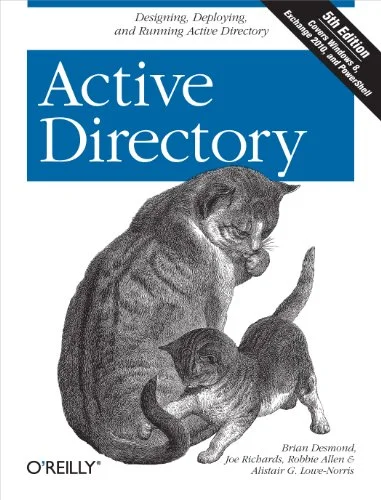 Designing, Deploying,
and Running Active Directory
5th Edition
Covers Windows 8,
Exchange 2010, and PowerShell
Active
Directory
Brian Desmond,
Joe Richards, Robbie Allen &
Alistair G. Lowe-Norris
O'REILLY®